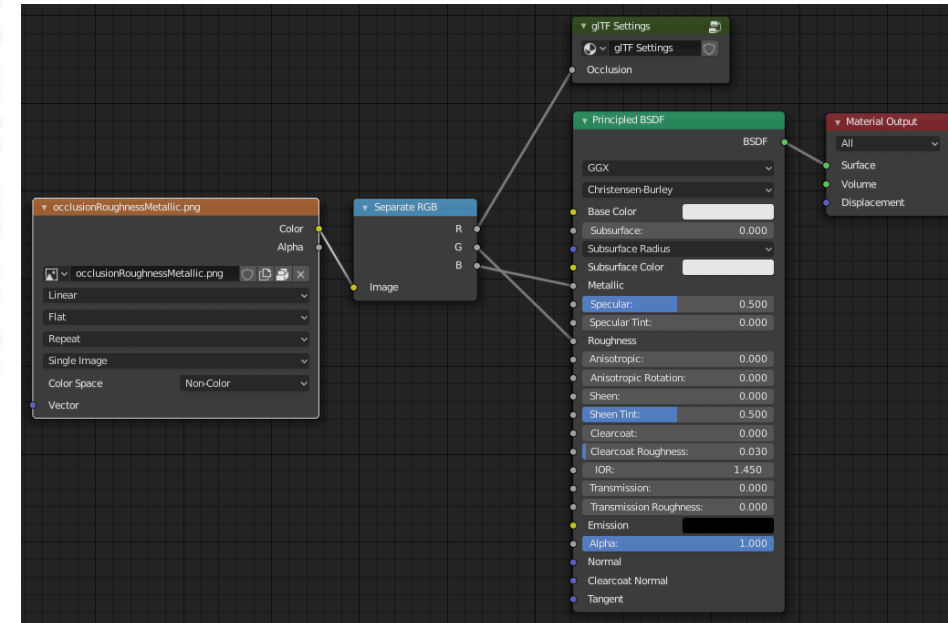 glTF Settings
glTF Settings
Occlusion
Principled BSDF
BSDF
GGX
Christensen-Burley
Base Color
Subsurface: 0.000
Subsurface Radius
Subsurface Color
Metallic
Specular: 0.500
Specular Tint: 0.000
Roughness
Anisotropic: 0.000
Anisotropic Rotation: 0.000
Sheen: 0.000
Sheen Tint: 0.500
Clearcoat: 0.000
Clearcoat Roughness: 0.030
IOR: 1.450
Transmission: 0.000
Transmission Roughness: 0.000
Emission
Alpha: 1.000
Normal
Clearcoat Normal
Tangent
Material Output
All
Surface
Volume
Displacement
occlusionRoughnessMetallic.png
Color
Alpha
occlusionRoughnessMetallic.png
Linear
Flat
Repeat
Single Image
Color Space Non-Color
Vector
Separate RGB
R
G
B
Image